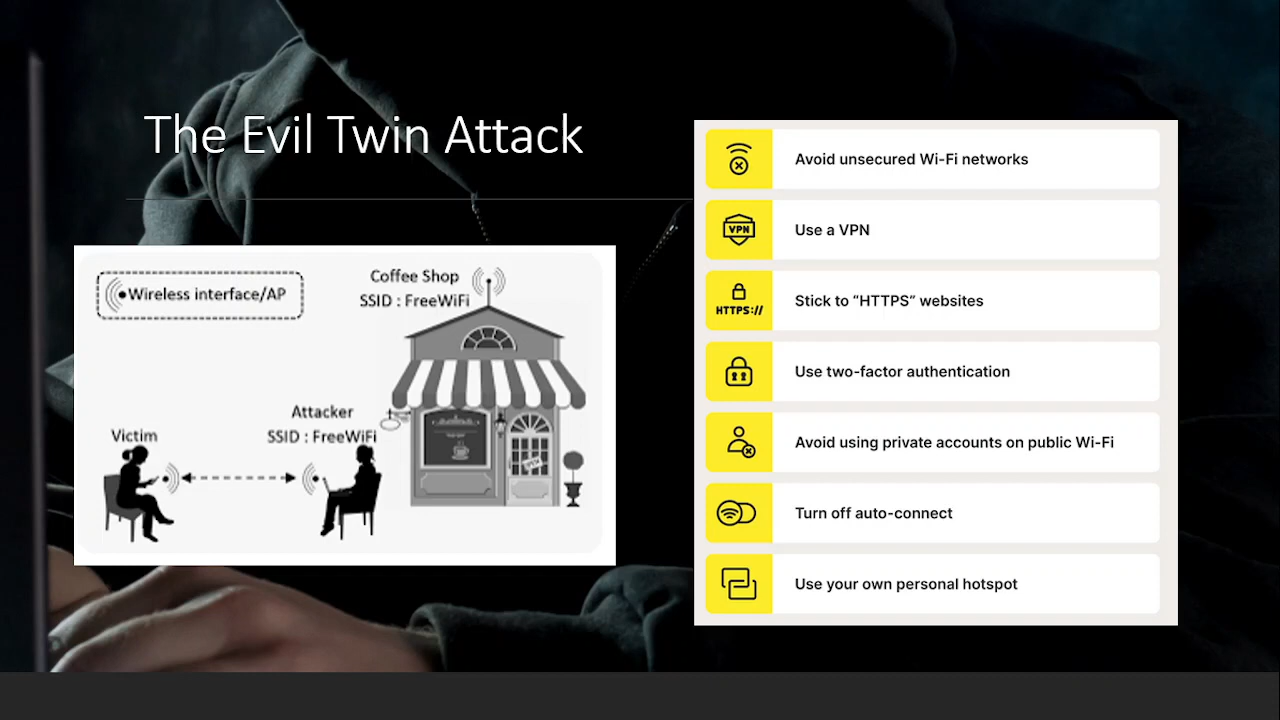 The Evil Twin Attack
Wireless interface/AP
Coffee Shop
SSID : FreeWiFi
Attacker
SSID : FreeWiFi
Victim
Avoid unsecured Wi-Fi networks
VPN
Use a VPN
HTTPS://
Stick to “HTTPS” websites
Use two-factor authentication
Avoid using private accounts on public Wi-Fi
Turn off auto-connect
Use your own personal hotspot